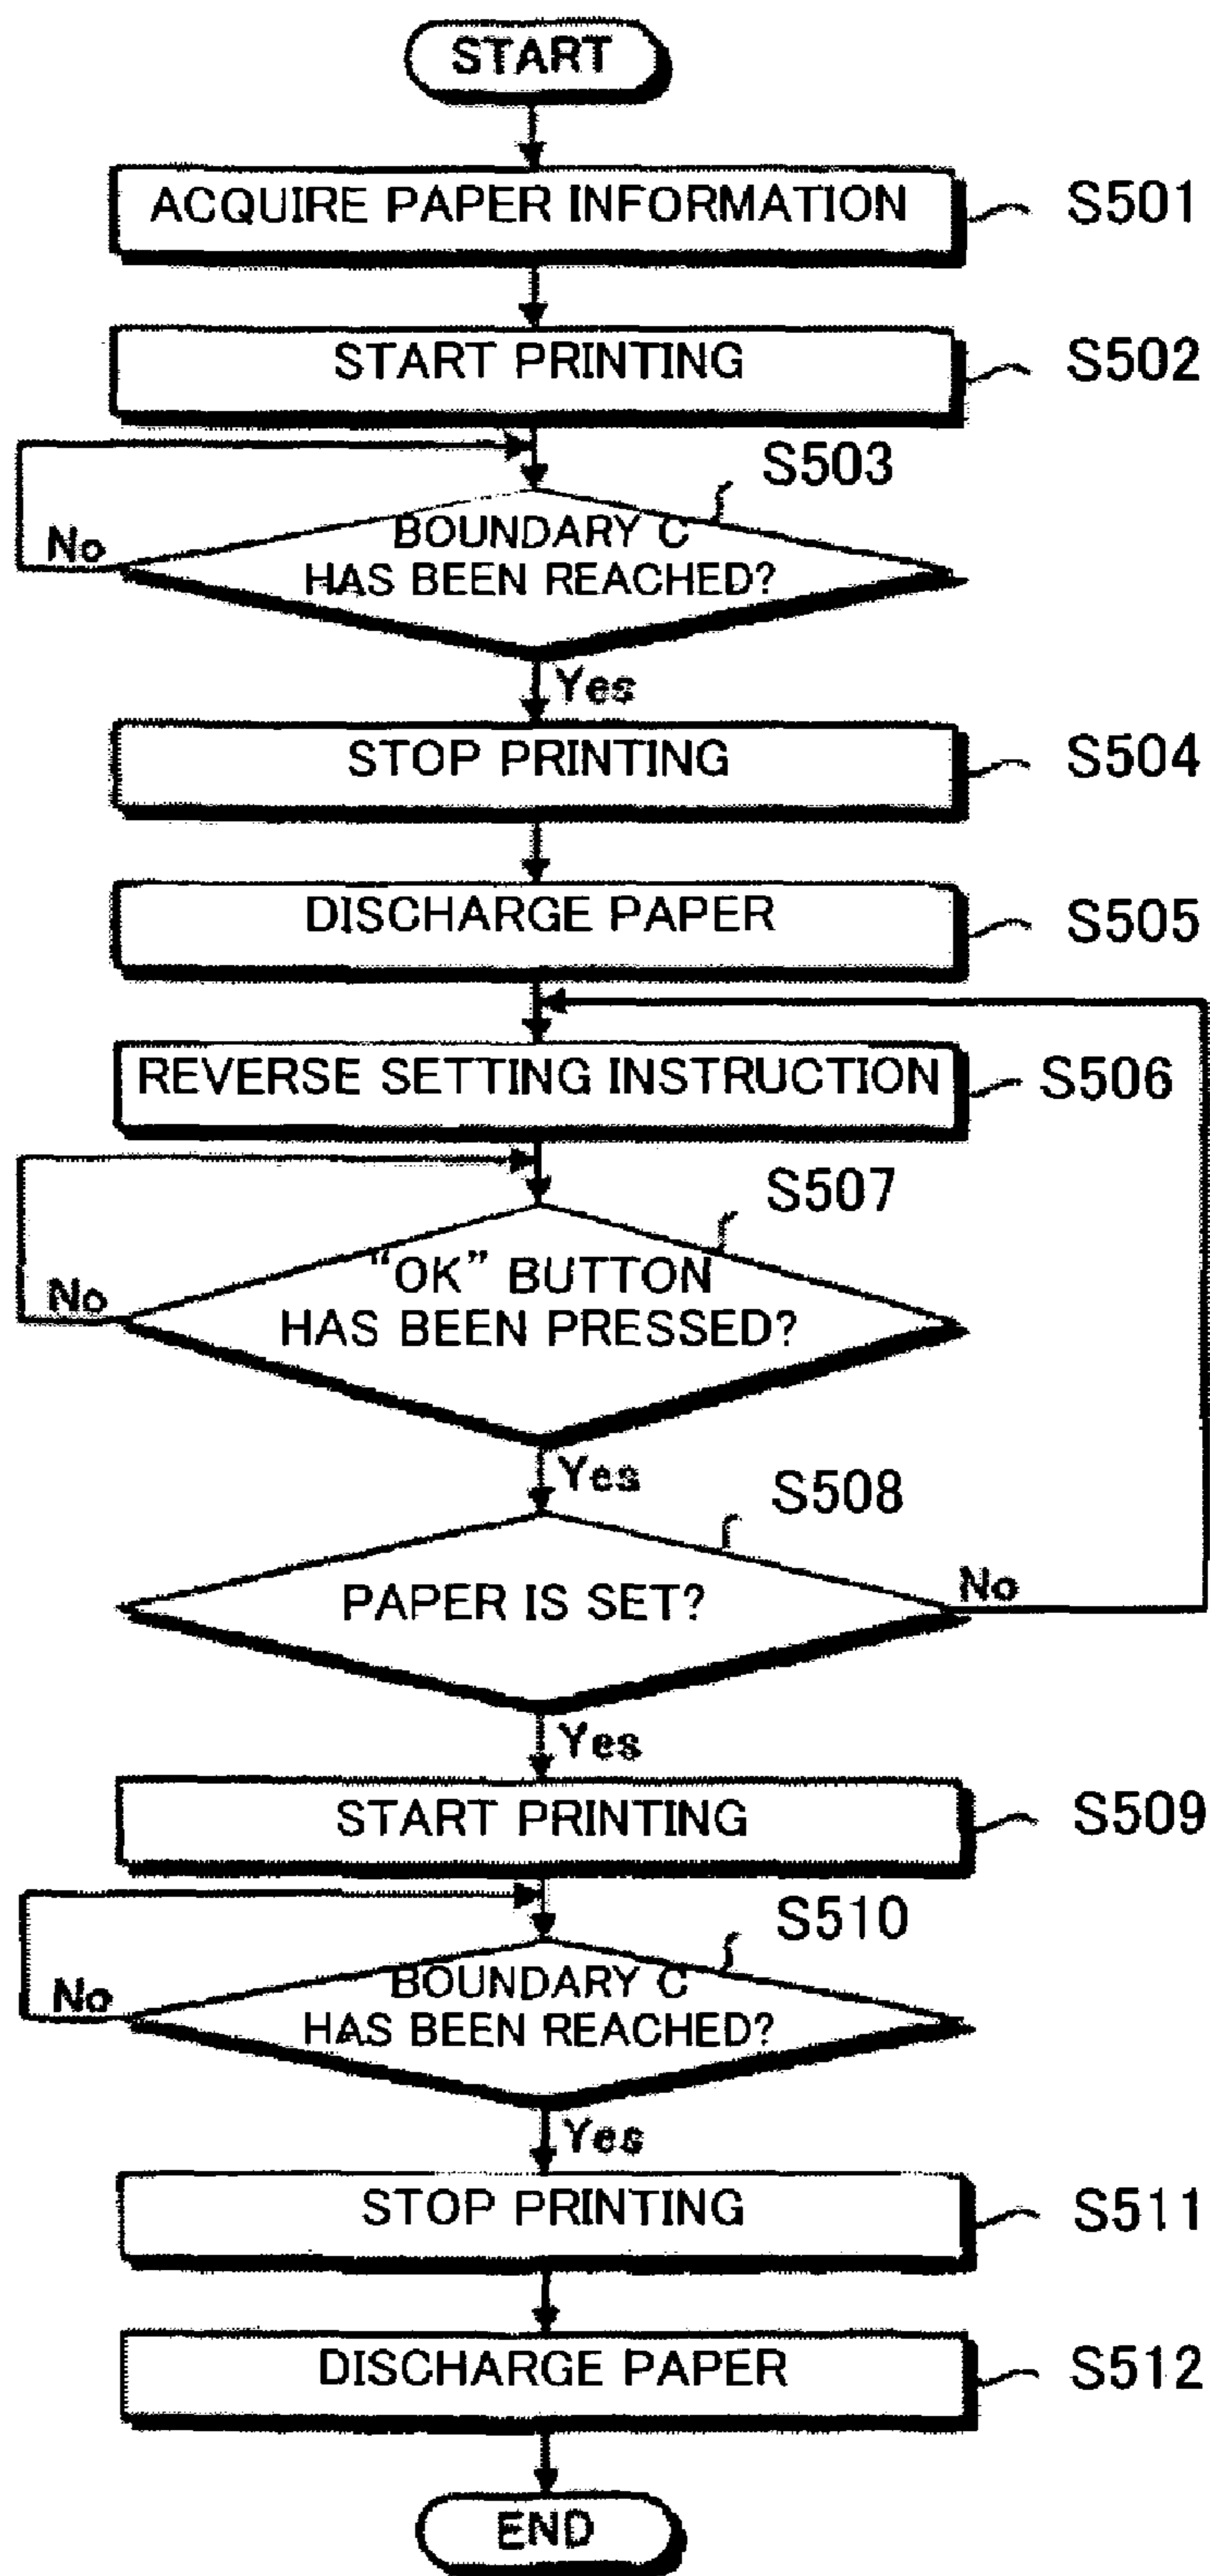 START
ACQUIRE PAPER INFORMATION
S501
START PRINTING
S502
S503
BOUNDARY C
HAS BEEN REACHED?
No
Yes
STOP PRINTING
S504
DISCHARGE PAPER
S505
REVERSE SETTING INSTRUCTION
S506
S507
“OK” BUTTON
HAS BEEN PRESSED?
No
Yes
S508
PAPER IS SET?
No
Yes
START PRINTING
S509
S510
BOUNDARY C
HAS BEEN REACHED?
No
Yes
STOP PRINTING
S511
DISCHARGE PAPER
S512
END